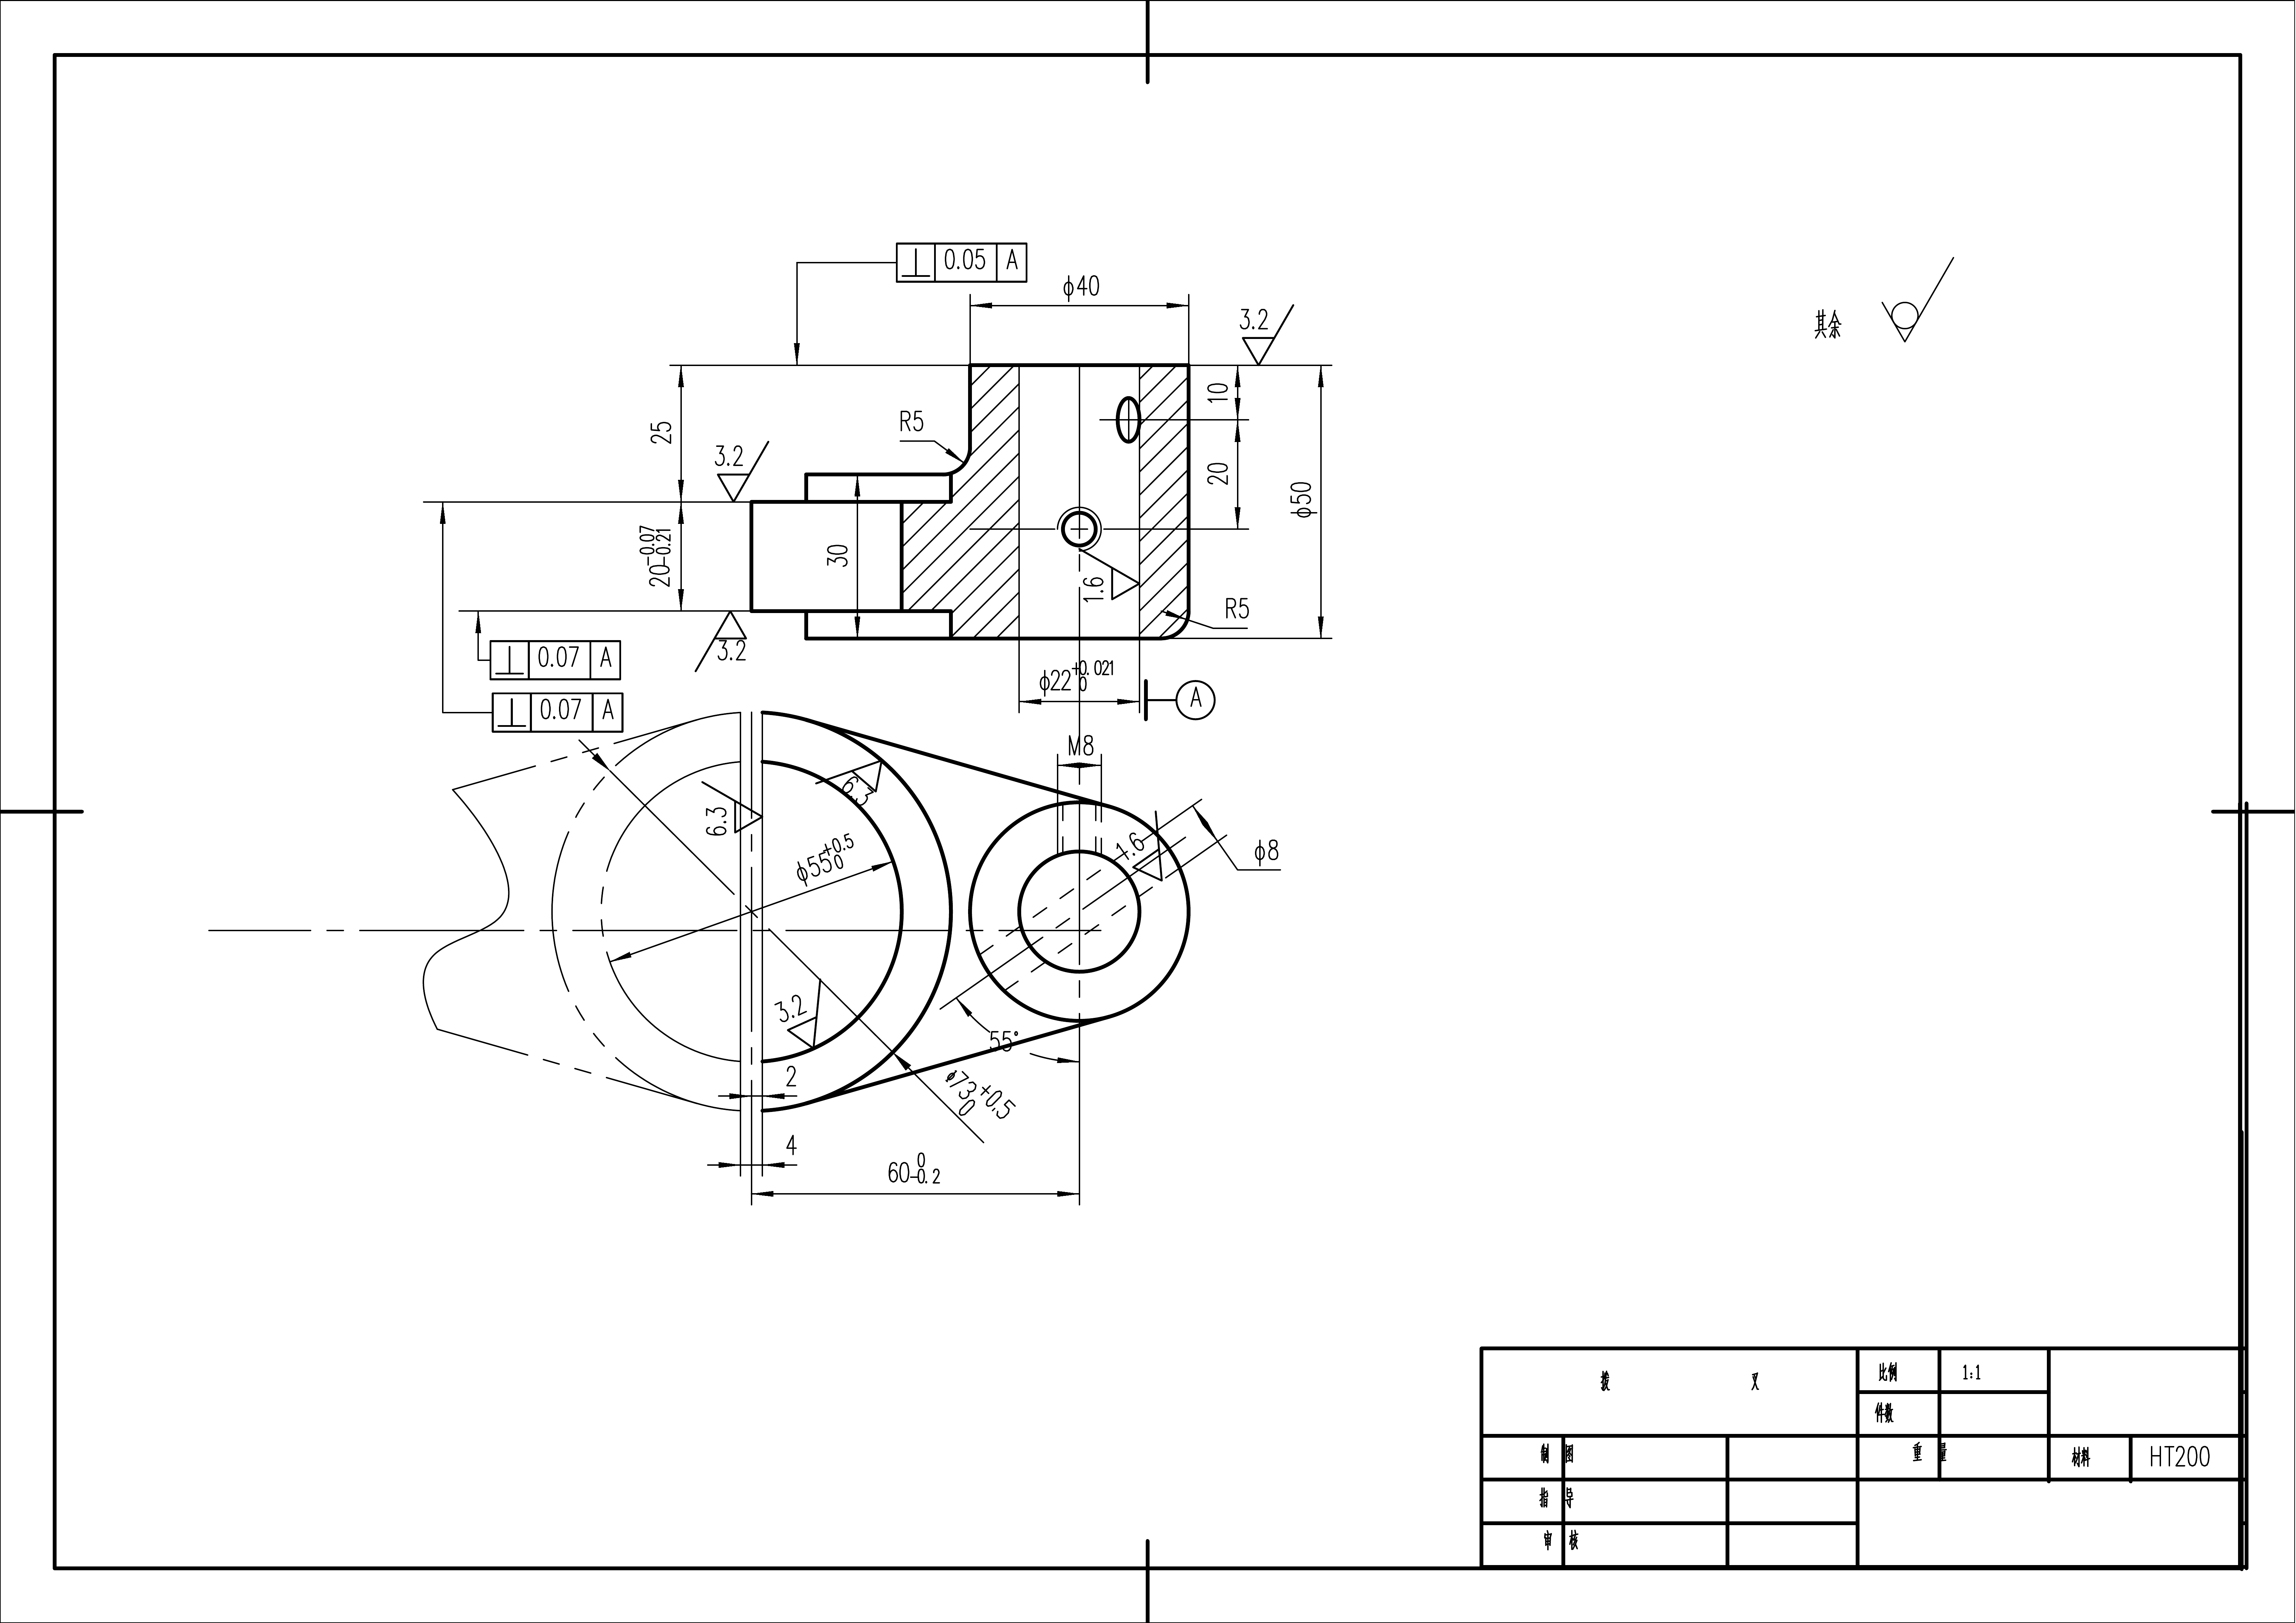 ⊥ 0.05 A
ϕ40
3.2
其余
10
R5
25
3.2
20
ϕ50
20-0.07-0.21
30
1.6
R5
3.2
⊥ 0.07 A
ϕ22+0.021 0
⊥ 0.07 A
A
M8
6.3
6.3
1.6
ϕ8
ϕ55+0.5 0
3.2
55°
2
ϕ73+0.5 0
4
60 0 -0.2
拨 叉
比例 1:1
件数
制 图
重 量
材料 HT200
指 导
审 核